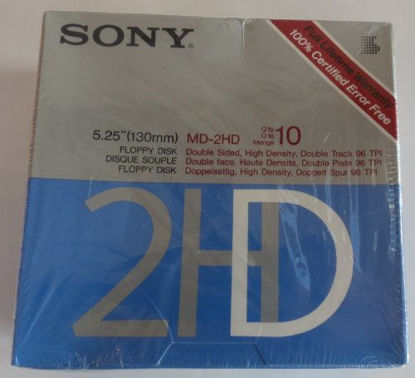 SONY
Full Lifetime Warranty
100% Certified Error Free
5.25"(130mm) MD-2HD Q'ty Q'té Menge 10
FLOPPY DISK Double Sided, High Density, Double Track 96 TPI
DISQUE SOUPLE Double face, Haute Densité, Double Piste 96 TPI
FLOPPY DISK Doppelseitig, High Density, Doppelt Spur 96 TPI
2HD